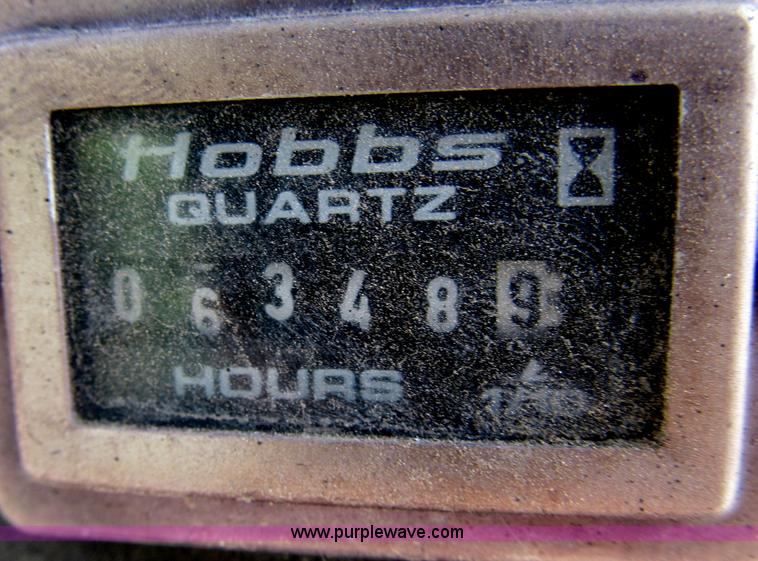 Hobbs
QUARTZ
0 6 3 4 8 9
HOURS
1/10
www.purplewave.com